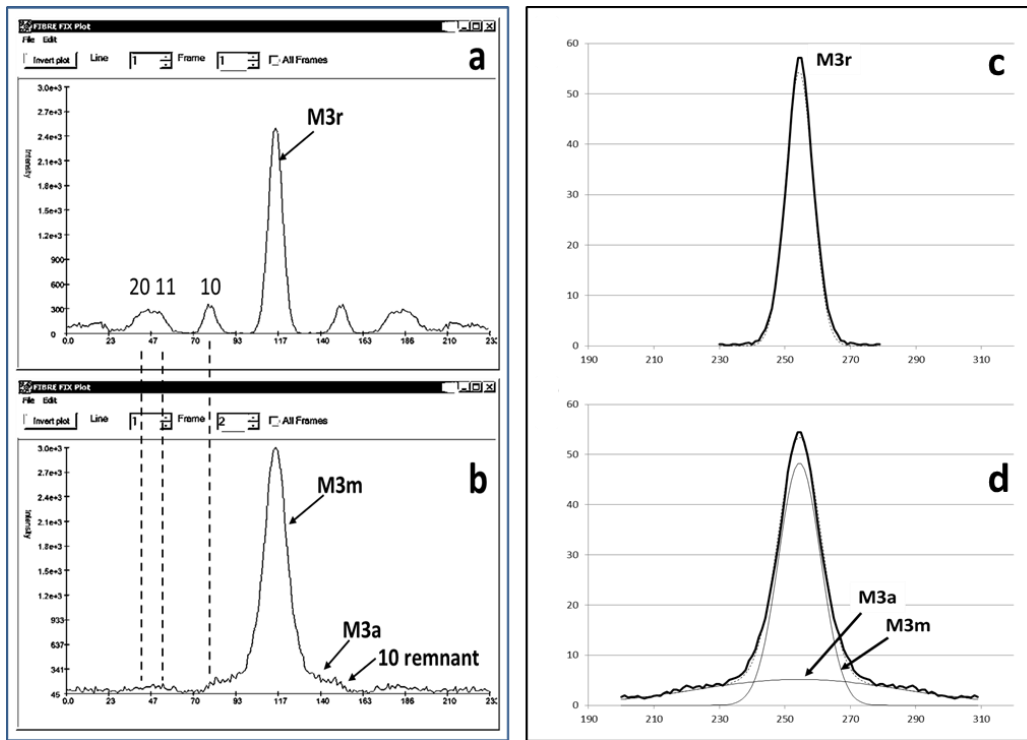 FIBRE FIX Plot
File Edit
Invert plot Line 1 Frame 1 All Frames
a
3.0e+3
2.7e+3
2.4e+3
2.1e+3
1.8e+3
1.5e+3
1.2e+3
900
600
300
0
Intensity
M3r
20 11 10
0.0 23 47 70 93 117 140 163 187 210 23
FIBRE FIX Plot
File Edit
Invert plot Line 1 Frame 2 All Frames
b
3.0e+3
2.7e+3
2.4e+3
2.1e+3
1.8e+3
1.5e+3
1.2e+3
933
637
341
45
Intensity
M3m
M3a
10 remnant
0.0 23 47 70 93 117 140 163 187 210 23
c
M3r
60
50
40
30
20
10
0
190 210 230 250 270 290 310
d
60
50
40
30
20
10
0
M3a
M3m
190 210 230 250 270 290 310